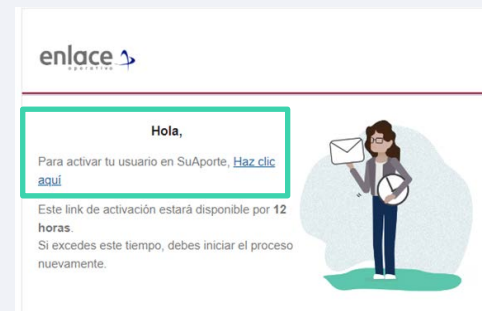 enlace
operativo
Hola,
Para activar tu usuario en SuAporte, Haz clic
aquí
Este link de activación estará disponible por 12
horas.
Si excedes este tiempo, debes iniciar el proceso
nuevamente.